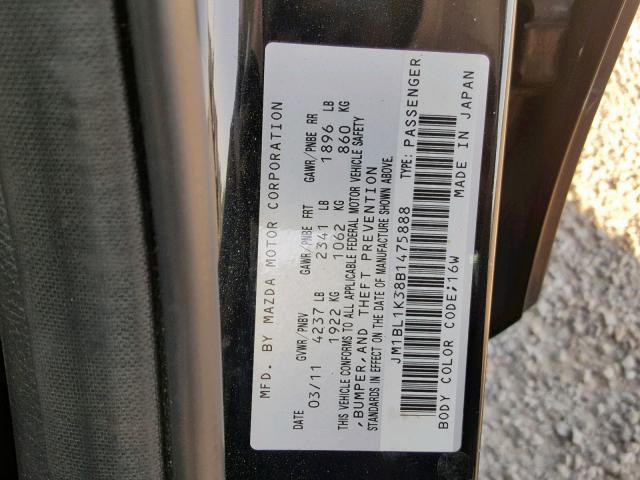 MFD. BY MAZDA MOTOR CORPORATION
DATE GVWR/PNBV GAWR/PNBE FRT GAWR/PNBE RR
03/11 4237 LB 2341 LB 1896 LB
1922 KG 1062 KG 860 KG
THIS VEHICLE CONFORMS TO ALL APPLICABLE FEDERAL MOTOR VEHICLE SAFETY
,BUMPER,AND THEFT PREVENTION
STANDARDS IN EFFECT ON THE DATE OF MANUFACTURE SHOWN ABOVE.
JM1BL1K38B1475888 TYPE: PASSENGER
BODY COLOR CODE;16W MADE IN JAPAN